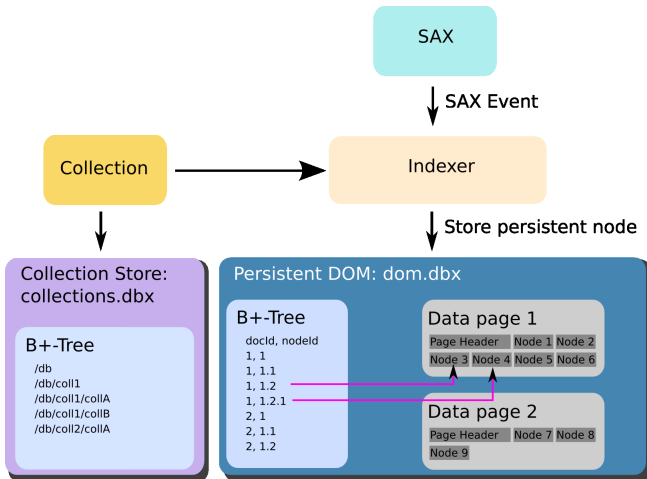 SAX
SAX Event
Collection
Indexer
Store persistent node
Collection Store:
collections.dbx
B+-Tree
/db
/db/coll1
/db/coll1/collA
/db/coll1/collB
/db/coll2/collA
Persistent DOM: dom.dbx
B+-Tree
docId, nodeId
1, 1
1, 1.1
1, 1.2
1, 1.2.1
2, 1
2, 1.1
2, 1.2
Data page 1
Page Header Node 1 Node 2
Node 3 Node 4 Node 5 Node 6
Data page 2
Page Header Node 7 Node 8
Node 9